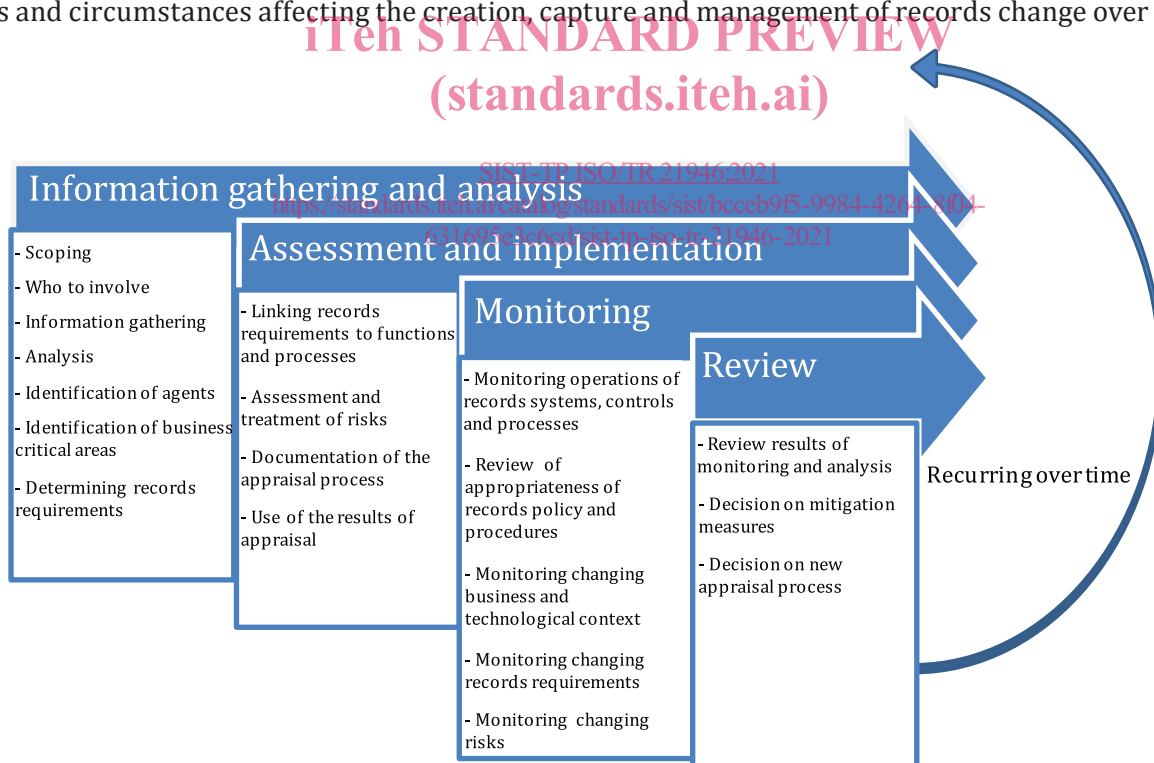 s and circumstances affecting the creation, capture and management of records change over
iTeh STANDARD PREVIEW
(standards.iteh.ai)
SIST-TP ISO/TR 21946:2021
https://standards.iteh.ai/catalog/standards/sist/bcceb9f5-9984-4264-8f04-
631695e3c6cd/sist-tp-iso-tr-21946-2021
Information gathering and analysis
- Scoping
- Who to involve
- Information gathering
- Analysis
- Identification of agents
- Identification of business
critical areas
- Determining records
requirements
Assessment and implementation
- Linking records
requirements to functions
and processes
- Assessment and
treatment of risks
- Documentation of the
appraisal process
- Use of the results of
appraisal
Monitoring
- Monitoring operations of
records systems, controls
and processes
- Review of
appropriateness of
records policy and
procedures
- Monitoring changing
business and
technological context
- Monitoring changing
records requirements
- Monitoring changing
risks
Review
- Review results of
monitoring and analysis
- Decision on mitigation
measures
- Decision on new
appraisal process
Recurring over time